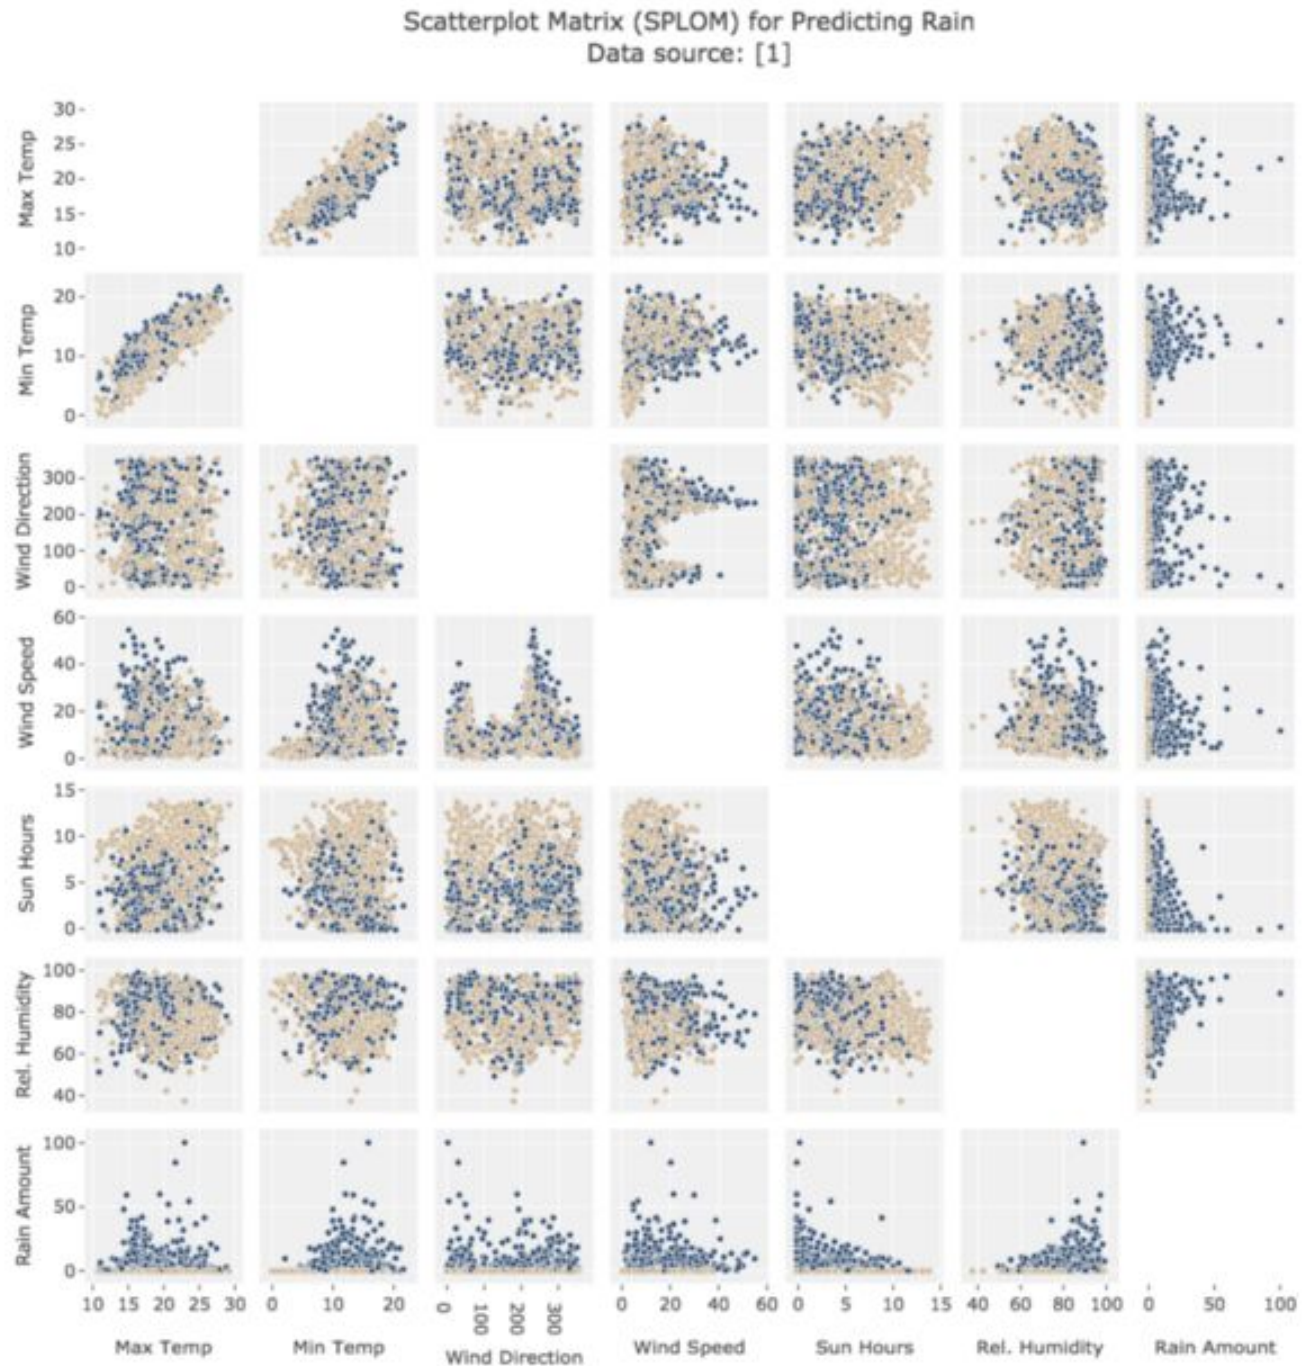 Scatterplot Matrix (SPLOM) for Predicting Rain
Data source: [1]
30
25
20
15
10
Max Temp
20
10
0
Min Temp
300
200
100
0
Wind Direction
60
40
20
0
Wind Speed
15
10
5
0
Sun Hours
100
80
60
40
Rel. Humidity
100
50
0
Rain Amount
10 15 20 25 30 0 10 20 0 100 200 300 0 20 40 60 0 5 10 15 40 60 80 100 0 50 100
Max Temp Min Temp Wind Direction Wind Speed Sun Hours Rel. Humidity Rain Amount